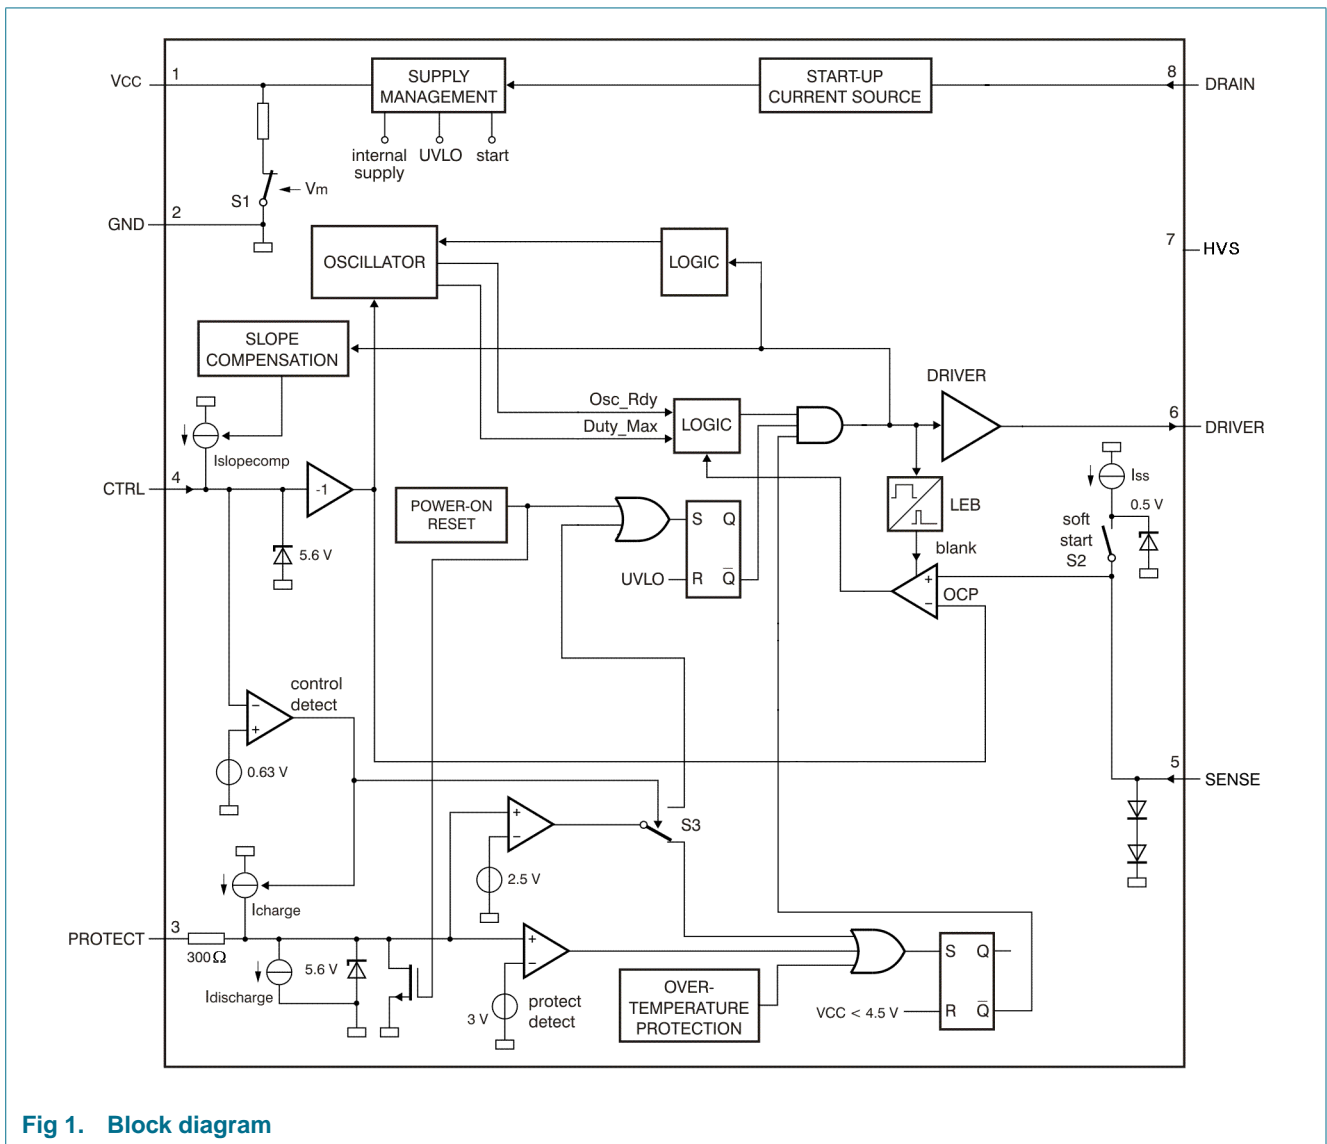 VCC
1
SUPPLY
MANAGEMENT
START-UP
CURRENT SOURCE
8
DRAIN
internal
supply
UVLO
start
S1
Vm
GND
2
OSCILLATOR
LOGIC
7
HVS
SLOPE
COMPENSATION
DRIVER
Osc_Rdy
Duty_Max
LOGIC
6
DRIVER
Islopecomp
CTRL
4
-1
5.6 V
POWER-ON
RESET
S
Q
UVLO
R
Q̅
LEB
blank
+
−
OCP
Iss
0.5 V
soft
start
S2
control
detect
−
+
0.63 V
5
SENSE
+
−
2.5 V
S3
Icharge
PROTECT
3
300Ω
Idischarge
5.6 V
+
−
3 V
protect
detect
OVER-
TEMPERATURE
PROTECTION
S
Q
VCC < 4.5 V
R
Q̅
Fig 1. Block diagram